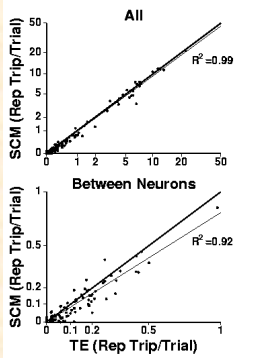 All
SCM (Rep Trip/Trial)
50
20
10
5
2
1
0
R²=0.99
0 1 2 5 10 20 50
Between Neurons
SCM (Rep Trip/Trial)
1
0.5
0.2
0.1
0
R²=0.92
0 0.1 0.2 0.5 1
TE (Rep Trip/Trial)